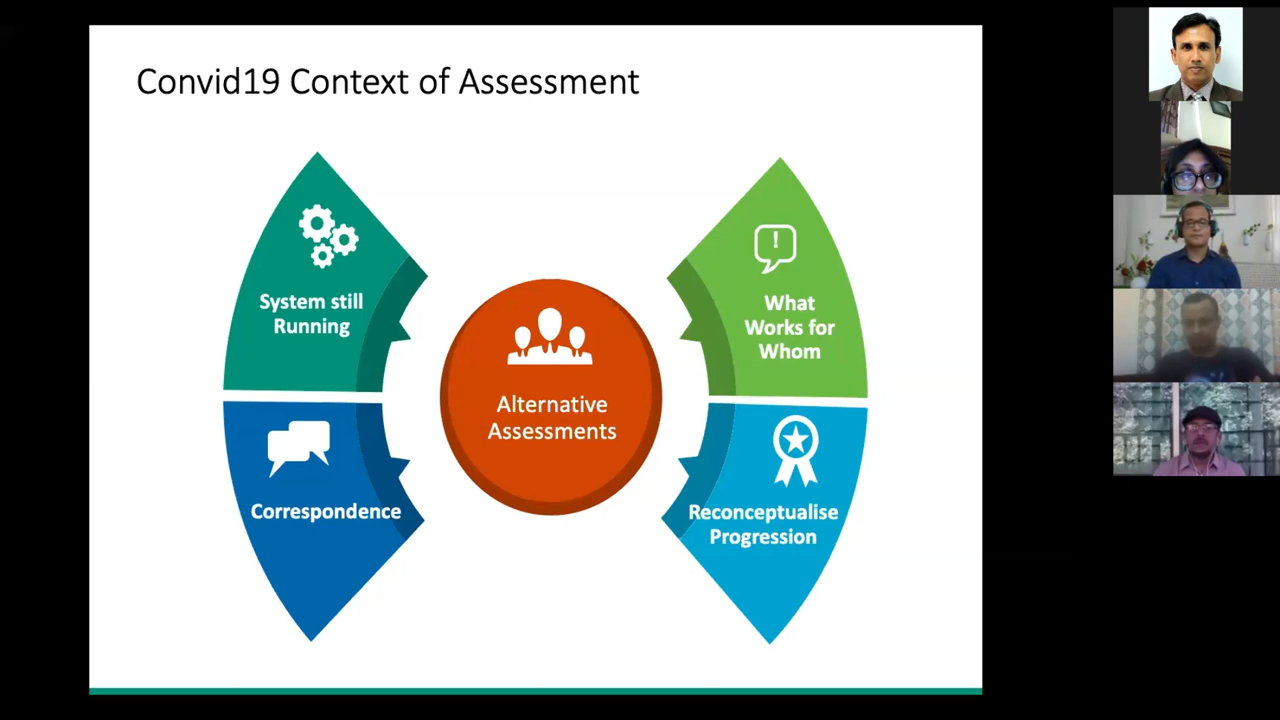 Convid19 Context of Assessment
System still
Running
What
Works for
Whom
Alternative
Assessments
Correspondence
Reconceptualise
Progression